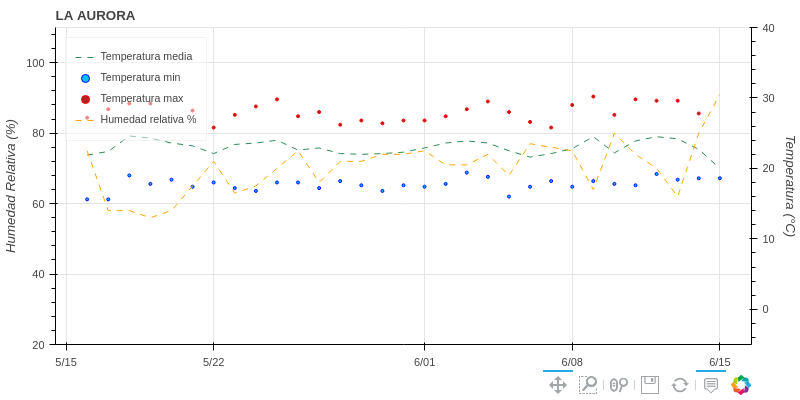 LA AURORA
Temperatura media
Temperatura min
Temperatura max
Humedad relativa %
Humedad Relativa (%)
100
80
60
40
20
40
30
20
10
0
Temperatura (°C)
5/15
5/22
6/01
6/08
6/15